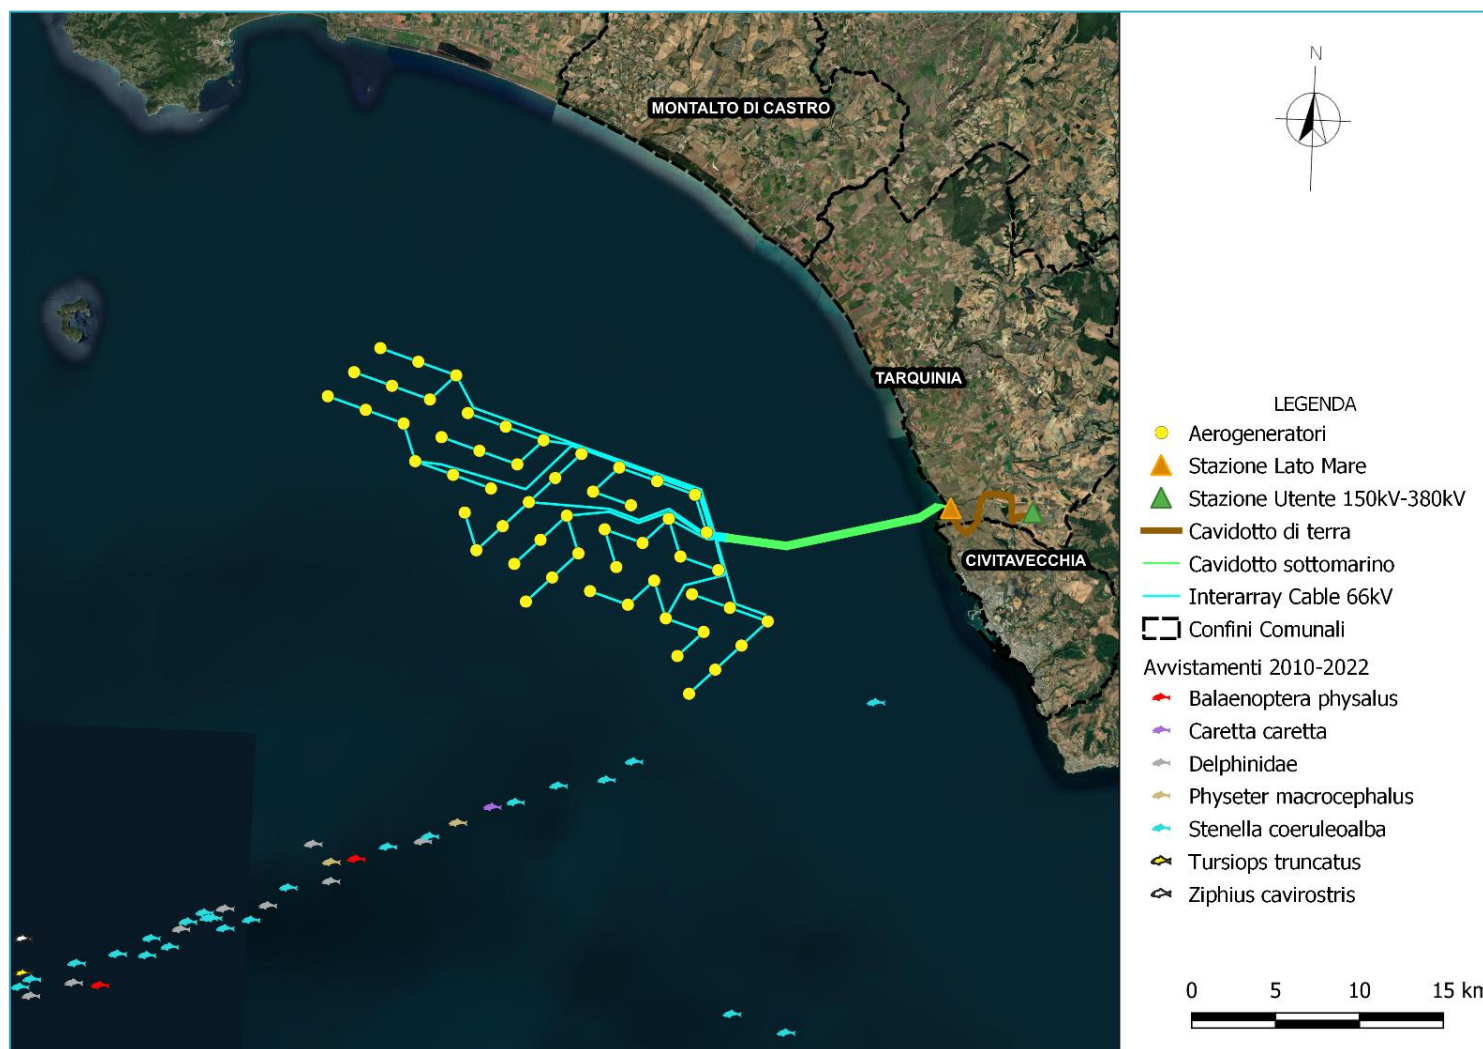 N
MONTALTO DI CASTRO
TARQUINIA
CIVITAVECCHIA
LEGENDA
Aerogeneratori
Stazione Lato Mare
Stazione Utente 150kV-380kV
Cavidotto di terra
Cavidotto sottomarino
Interarray Cable 66kV
Confini Comunali
Avvistamenti 2010-2022
Balaenoptera physalus
Caretta caretta
Delphinidae
Physeter macrocephalus
Stenella coeruleoalba
Tursiops truncatus
Ziphius cavirostris
0 5 10 15 km